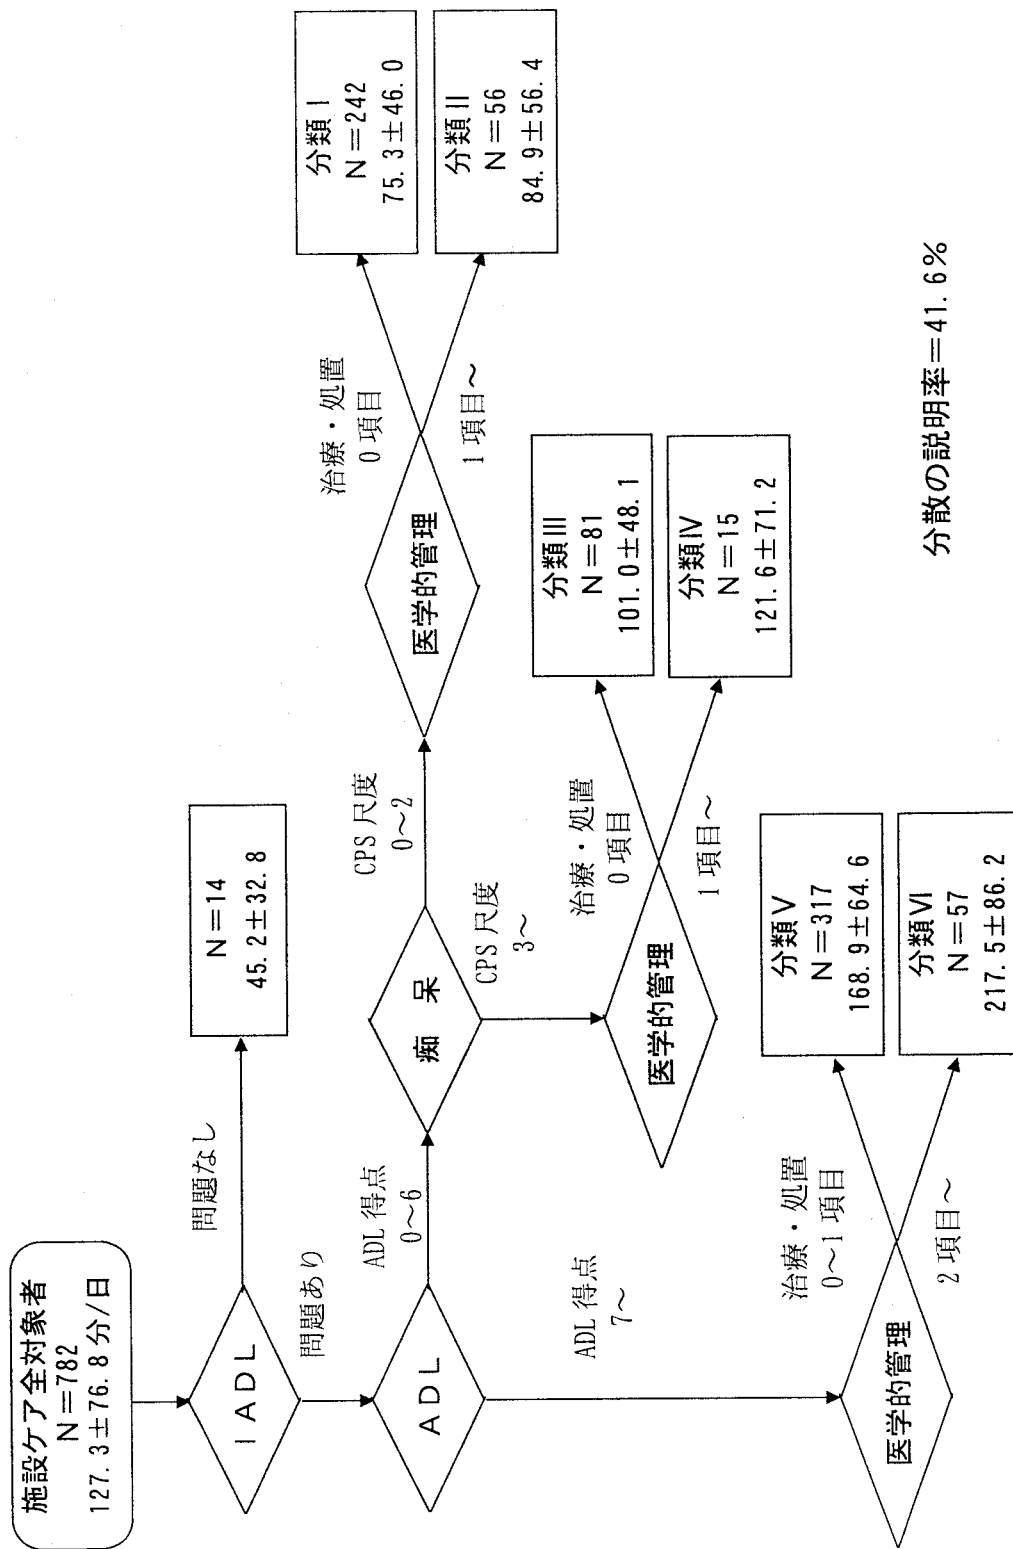 施設ケア全対象者
N=782
127.3±76.8分/日
IADL
問題なし
N=14
45.2±32.8
問題あり
ADL
ADL得点
0～6
痴 呆
CPS尺度
0～2
医学的管理
治療・処置
0項目
分類Ⅰ
N=242
75.3±46.0
1項目～
分類Ⅱ
N=56
84.9±56.4
CPS尺度
3～
医学的管理
治療・処置
0項目
分類Ⅲ
N=81
101.0±48.1
1項目～
分類Ⅳ
N=15
121.6±71.2
ADL得点
7～
医学的管理
治療・処置
0～1項目
分類Ⅴ
N=317
168.9±64.6
2項目～
分類Ⅵ
N=57
217.5±86.2
分散の説明率=41.6%